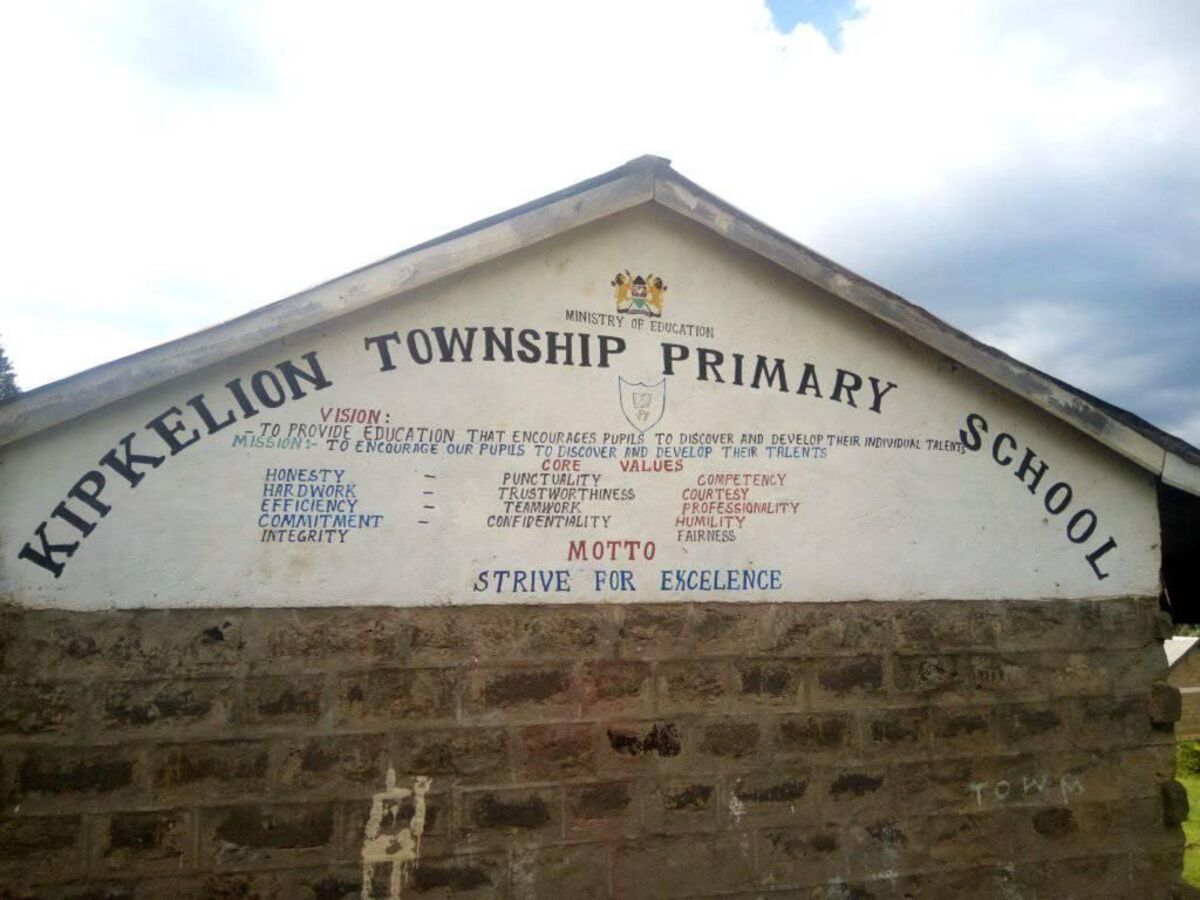 MINISTRY OF EDUCATION
KIPKELION TOWNSHIP PRIMARY SCHOOL
VISION:
- TO PROVIDE EDUCATION THAT ENCOURAGES PUPILS TO DISCOVER AND DEVELOP THEIR INDIVIDUAL TALENTS
MISSION:- TO ENCOURAGE OUR PUPILS TO DISCOVER AND DEVELOP THEIR TALENTS
CORE VALUES
HONESTY - PUNCTUALITY COMPETENCY
HARDWORK - TRUSTWORTHINESS COURTESY
EFFICIENCY - TEAMWORK PROFESSIONALITY
COMMITMENT - CONFIDENTIALITY HUMILITY
INTEGRITY FAIRNESS
MOTTO
STRIVE FOR EXCELENCE
TOWN